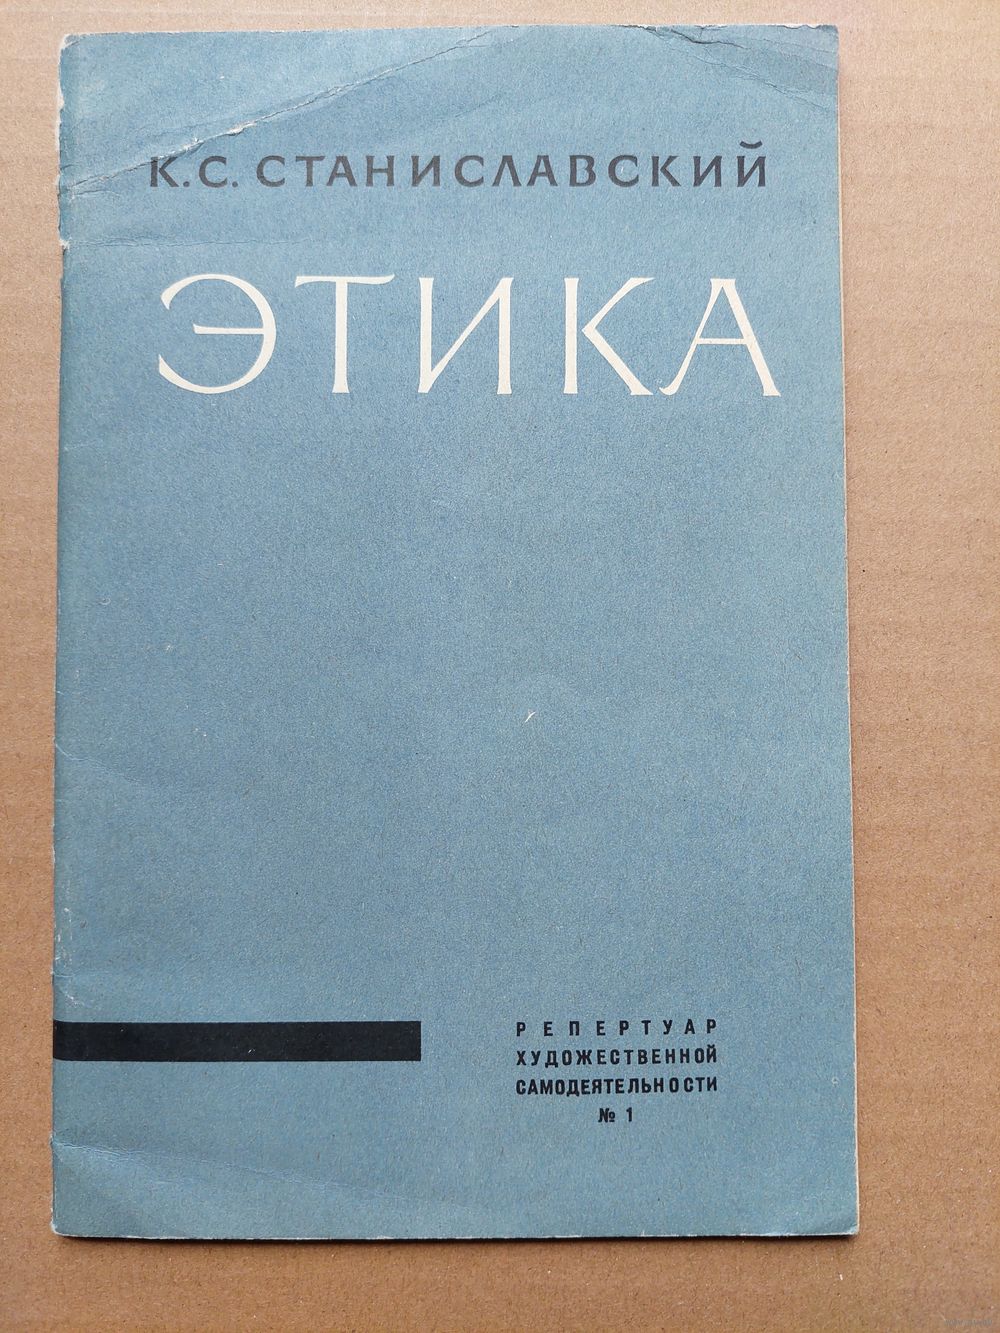 К.С. СТАНИСЛАВСКИЙ
ЭТИКА
РЕПЕРТУАР
ХУДОЖЕСТВЕННОЙ
САМОДЕЯТЕЛЬНОСТИ
№ 1